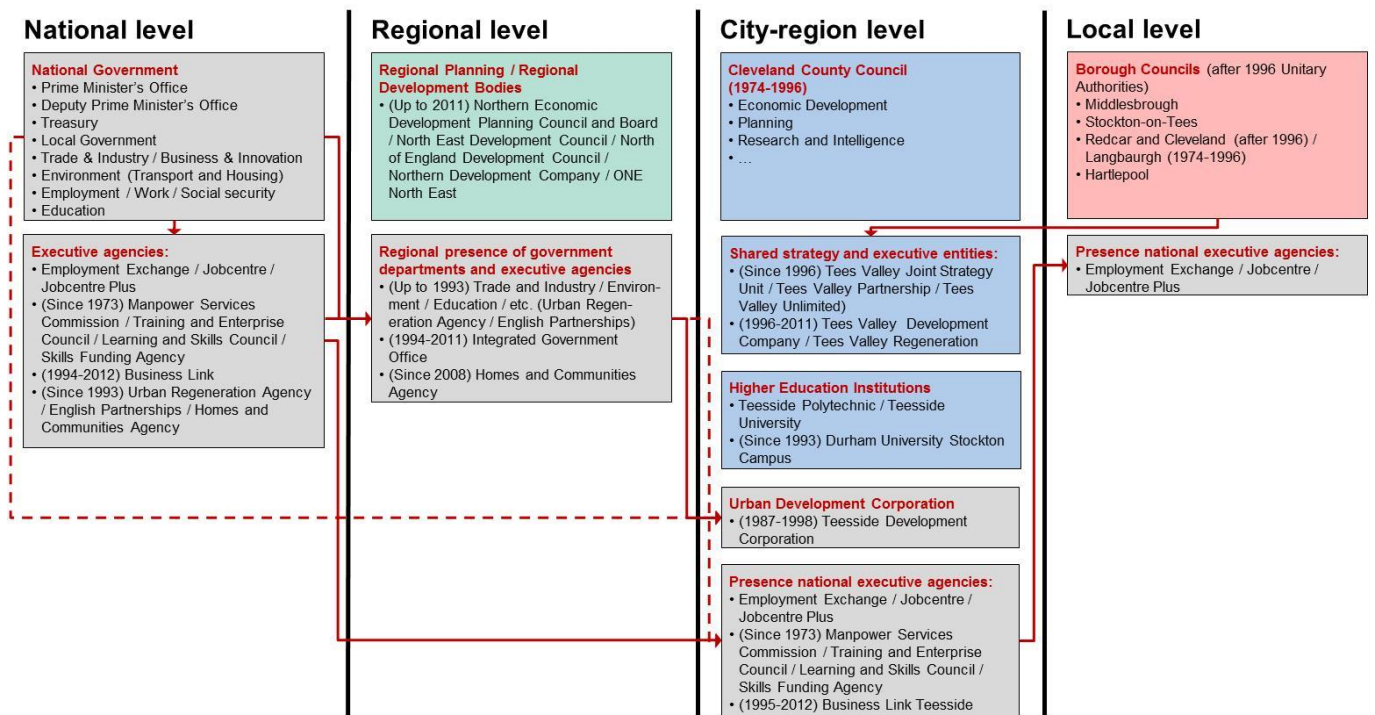 National level
National Government
• Prime Minister's Office
• Deputy Prime Minister's Office
• Treasury
• Local Government
• Trade & Industry / Business & Innovation
• Environment (Transport and Housing)
• Employment / Work / Social security
• Education
Executive agencies:
• Employment Exchange / Jobcentre /
Jobcentre Plus
• (Since 1973) Manpower Services
Commission / Training and Enterprise
Council / Learning and Skills Council /
Skills Funding Agency
• (1994-2012) Business Link
• (Since 1993) Urban Regeneration Agency
/ English Partnerships / Homes and
Communities Agency
Regional level
Regional Planning / Regional
Development Bodies
• (Up to 2011) Northern Economic
Development Planning Council and Board
/ North East Development Council / North
of England Development Council /
Northern Development Company / ONE
North East
Regional presence of government
departments and executive agencies
• (Up to 1993) Trade and Industry / Environ-
ment / Education / etc. (Urban Regen-
eration Agency / English Partnerships)
• (1994-2011) Integrated Government
Office
• (Since 2008) Homes and Communities
Agency
City-region level
Cleveland County Council
(1974-1996)
• Economic Development
• Planning
• Research and Intelligence
• …
Shared strategy and executive entities:
• (Since 1996) Tees Valley Joint Strategy
Unit / Tees Valley Partnership / Tees
Valley Unlimited)
• (1996-2011) Tees Valley Development
Company / Tees Valley Regeneration
Higher Education Institutions
• Teesside Polytechnic / Teesside
University
• (Since 1993) Durham University Stockton
Campus
Urban Development Corporation
• (1987-1998) Teesside Development
Corporation
Presence national executive agencies:
• Employment Exchange / Jobcentre /
Jobcentre Plus
• (Since 1973) Manpower Services
Commission / Training and Enterprise
Council / Learning and Skills Council /
Skills Funding Agency
• (1995-2012) Business Link Teesside
Local level
Borough Councils (after 1996 Unitary
Authorities)
• Middlesbrough
• Stockton-on-Tees
• Redcar and Cleveland (after 1996) /
Langbaurgh (1974-1996)
• Hartlepool
Presence national executive agencies:
• Employment Exchange / Jobcentre /
Jobcentre Plus